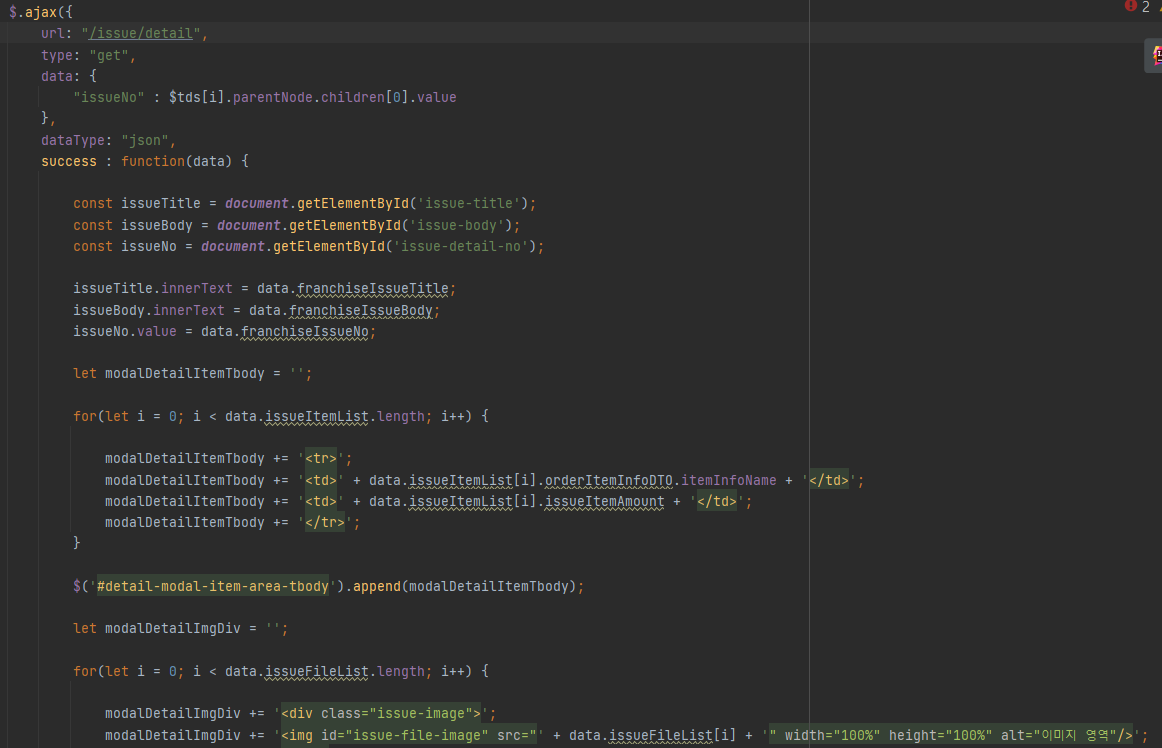 $.ajax({
    url: "/issue/detail",
    type: "get",
    data: {
        "issueNo" : $tds[i].parentNode.children[0].value
    },
    dataType: "json",
    success : function(data) {
        const issueTitle = document.getElementById('issue-title');
        const issueBody = document.getElementById('issue-body');
        const issueNo = document.getElementById('issue-detail-no');
        issueTitle.innerText = data.franchiseIssueTitle;
        issueBody.innerText = data.franchiseIssueBody;
        issueNo.value = data.franchiseIssueNo;
        let modalDetailItemTbody = '';
        for(let i = 0; i < data.issueItemList.length; i++) {
            modalDetailItemTbody += '<tr>';
            modalDetailItemTbody += '<td>' + data.issueItemList[i].orderItemInfoDTO.itemInfoName + '</td>';
            modalDetailItemTbody += '<td>' + data.issueItemList[i].issueItemAmount + '</td>';
            modalDetailItemTbody += '</tr>';
        }
        $('#detail-modal-item-area-tbody').append(modalDetailItemTbody);
        let modalDetailImgDiv = '';
        for(let i = 0; i < data.issueFileList.length; i++) {
            modalDetailImgDiv += '<div class="issue-image">';
            modalDetailImgDiv += '<img id="issue-file-image" src="' + data.issueFileList[i] + '" width="100%" height="100%" alt="이미지 영역"/>';
2